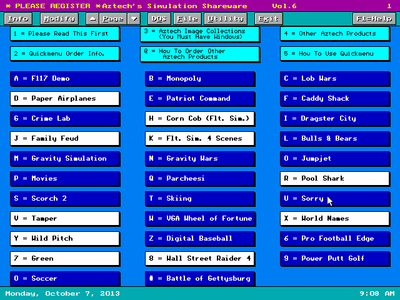 * PLEASE REGISTER *Aztech's Simulation Shareware Vol.6 1
Info Modify ▲ Page ▼ DOS File Utility Exit F1=Help
1 = Please Read This First
3 = Aztech Image Collections
(You Must Have Windows)
4 = Other Aztech Products
2 = Quickmenu Order Info.
@ = How To Order Other
Aztech Products
5 = How To Use Quickmenu
A = F117 Demo B = Monopoly C = Lob Wars
D = Paper Airplanes E = Patriot Command F = Caddy Shack
G = Crime Lab H = Corn Cob (Flt. Sim.) I = Dragster City
J = Family Feud K = Flt. Sim. 4 Scenes L = Bulls & Bears
M = Gravity Simulation N = Gravity Wars O = Jumpjet
P = Movies Q = Parcheesi R = Pool Shark
S = Scorch 2 T = Skiing U = Sorry
V = Tamper W = VGA Wheel of Fortune X = World Names
Y = Wild Pitch Z = Digital Baseball 6 = Pro Football Edge
7 = Green 8 = Wall Street Raider 4 9 = Power Putt Golf
0 = Soccer # = Battle of Gettysburg
Monday, October 7, 2013 9:08 AM